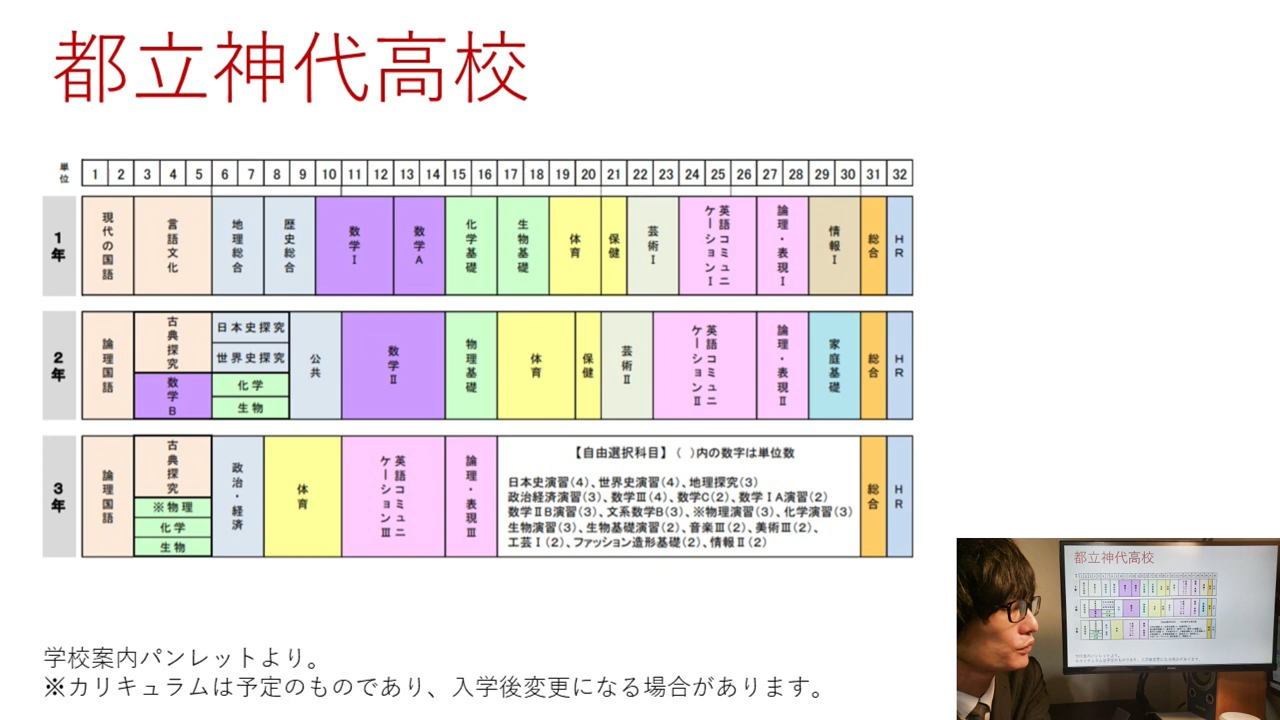 都立神代高校
単位 1 2 3 4 5 6 7 8 9 10 11 12 13 14 15 16 17 18 19 20 21 22 23 24 25 26 27 28 29 30 31 32
1年 現代の国語 言語文化 地理総合 歴史総合 数学Ⅰ 数学A 化学基礎 生物基礎 体育 保健 芸術Ⅰ 英語コミュニケーションⅠ 論理・表現Ⅰ 情報Ⅰ 総合 HR
2年 論理国語 古典探究 数学B 日本史探究 世界史探究 化学 生物 公共 数学Ⅱ 物理基礎 体育 保健 芸術Ⅱ 英語コミュニケーションⅡ 論理・表現Ⅱ 家庭基礎 総合 HR
3年 論理国語 古典探究 ※物理 化学 生物 政治・経済 体育 英語コミュニケーションⅢ 論理・表現Ⅲ
【自由選択科目】( )内の数字は単位数
日本史演習(4)、世界史演習(4)、地理探究(3)
政治経済演習(3)、数学Ⅲ(4)、数学C(2)、数学ⅠA演習(2)
数学ⅡB演習(3)、文系数学B(3)、※物理演習(3)、化学演習(3)
生物演習(3)、生物基礎演習(2)、音楽Ⅲ(2)、美術Ⅲ(2)、
工芸Ⅰ(2)、ファッション造形基礎(2)、情報Ⅱ(2)
総合 HR
学校案内パンレットより。
※カリキュラムは予定のものであり、入学後変更になる場合があります。
都立神代高校